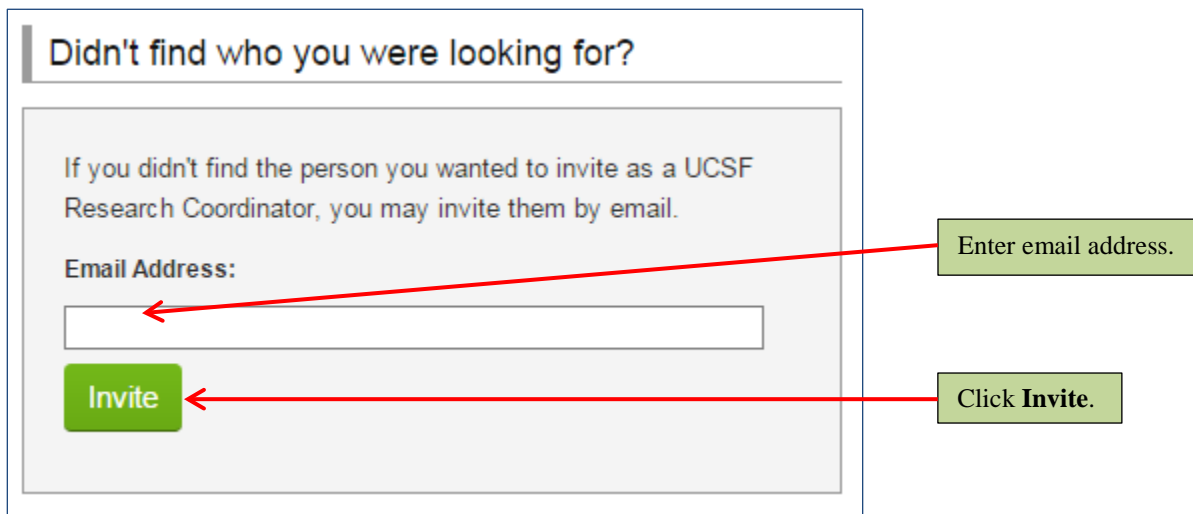 Didn't find who you were looking for?
If you didn't find the person you wanted to invite as a UCSF
Research Coordinator, you may invite them by email.
Email Address:
Enter email address.
Invite
Click Invite.